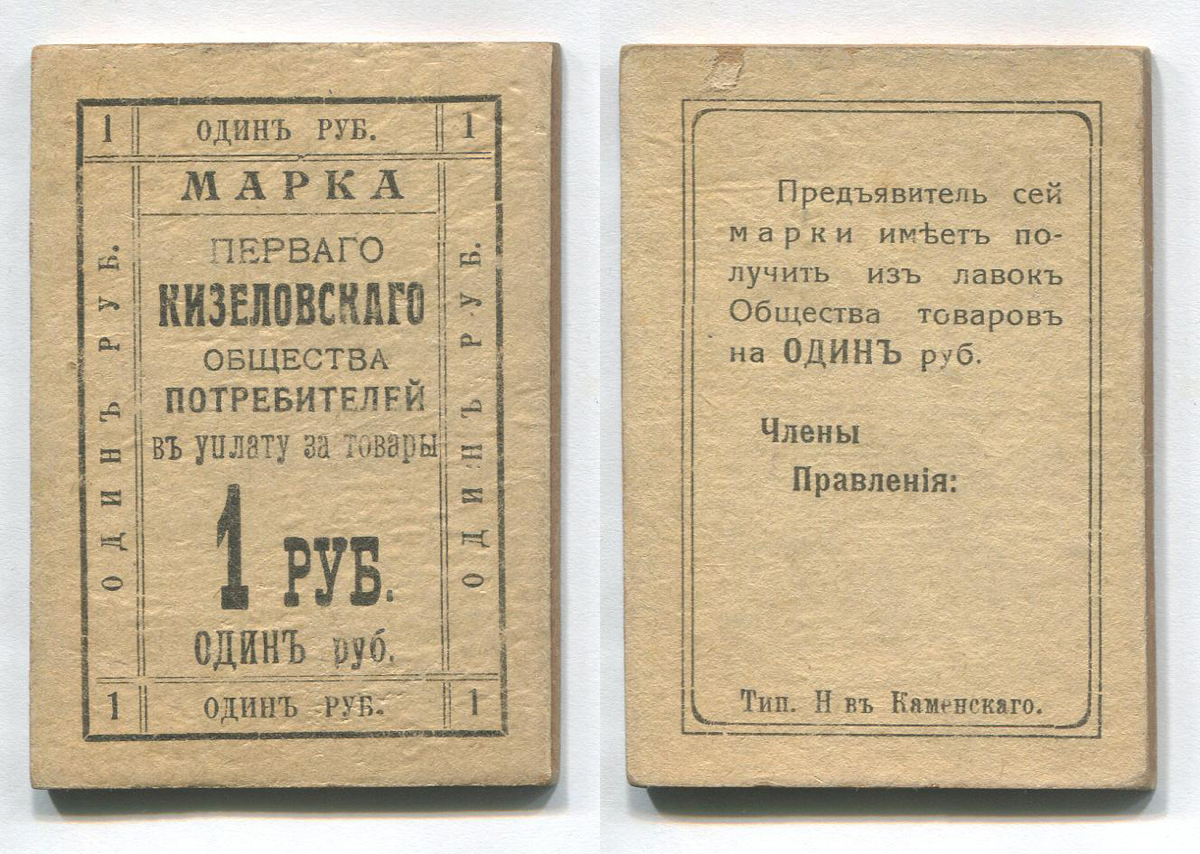 1 ОДИНЪ РУБ. 1
МАРКА
ПЕРВАГО
КИЗЕЛОВСКАГО
ОБЩЕСТВА
ПОТРЕБИТЕЛЕЙ
въ уплату за товары
1 РУБ.
ОДИНЪ руб.
1 ОДИНЪ РУБ. 1
ОДИНЪ РУБ.
ОДИНЪ РУБ.
Предъявитель сей
марки имѣетъ по-
лучить изъ лавокъ
Общества товаровъ
на ОДИНЪ руб.
Члены
Правленія:
Тип. Н въ Каменскаго.